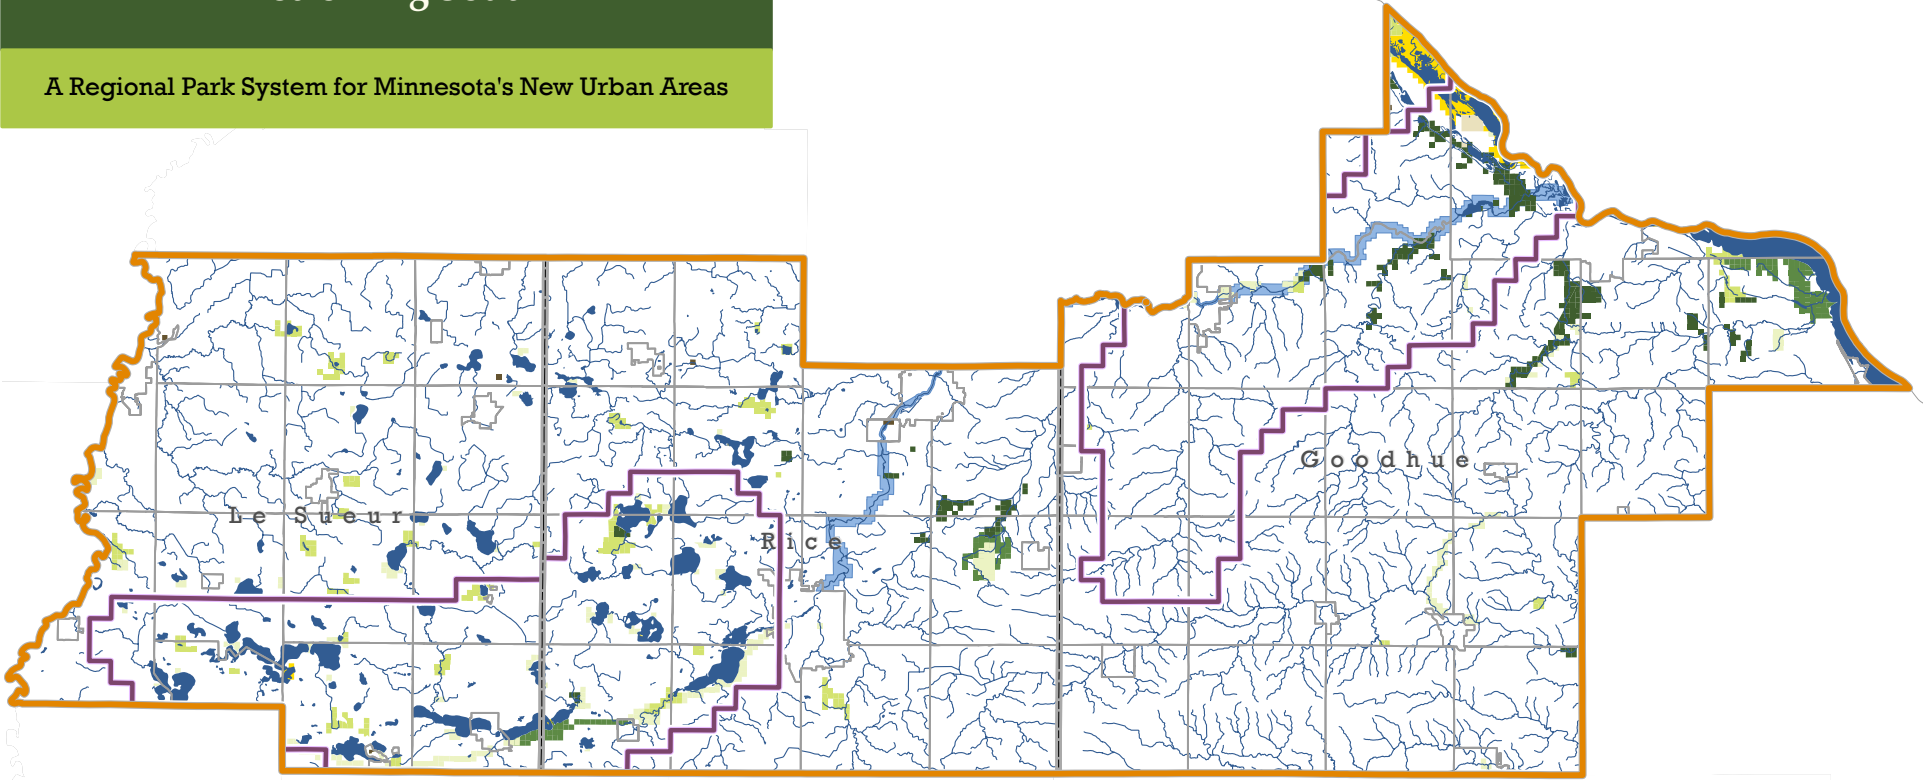 A Regional Park System for Minnesota's New Urban Areas
Goodhue
Le Sueur
Rice